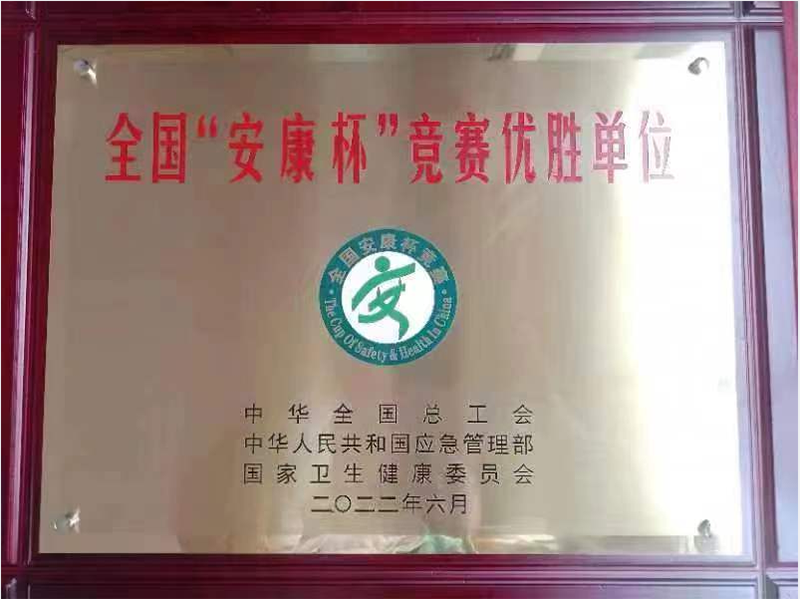 全国“安康杯”竞赛优胜单位
·全国安康杯竞赛·
安
The Cup Of Safety & Health In China
中华全国总工会
中华人民共和国应急管理部
国家卫生健康委员会
二〇二二年六月